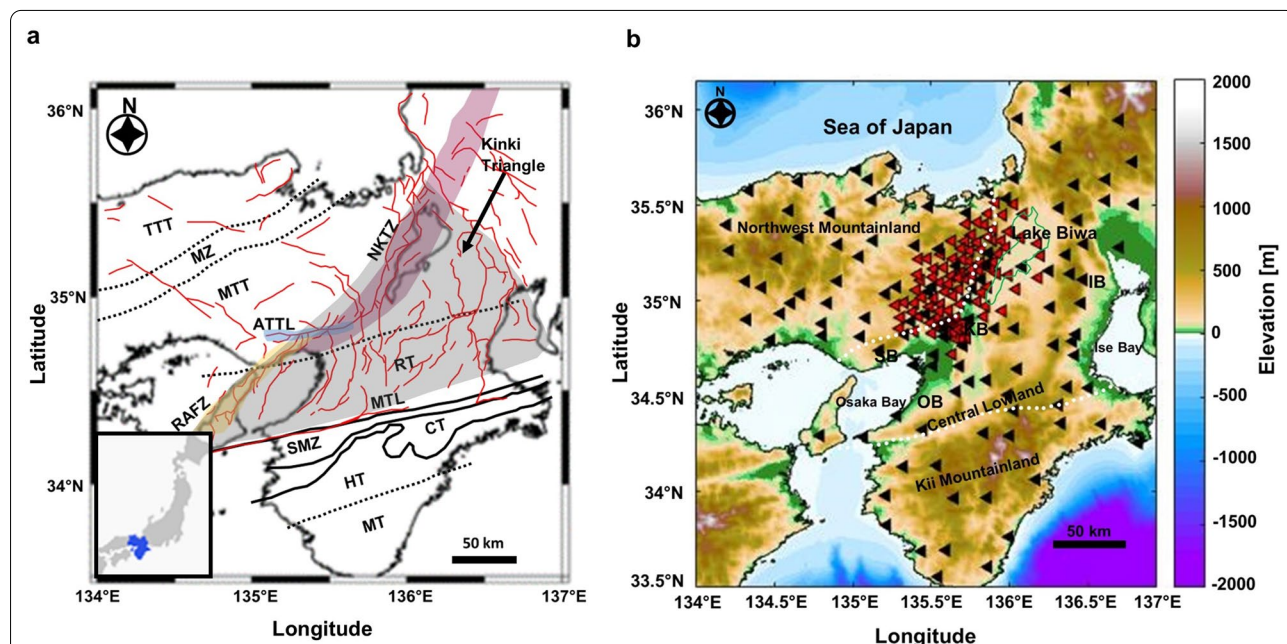 a
36°N
35°N
34°N
134°E
135°E
136°E
137°E
Latitude
Longitude
N
Kinki
Triangle
TTT
MZ
MTT
NKTZ
ATTL
RT
RAFZ
MTL
SMZ
CT
HT
MT
50 km
b
36°N
35.5°N
35°N
34.5°N
34°N
33.5°N
134°E
134.5°E
135°E
135.5°E
136°E
136.5°E
137°E
Latitude
Longitude
N
Sea of Japan
Northwest Mountainland
Lake Biwa
IB
KB
SB
Ise Bay
Osaka Bay
OB
Central Lowland
Kii Mountainland
50 km
2000
1500
1000
500
0
-500
-1000
-1500
-2000
Elevation [m]